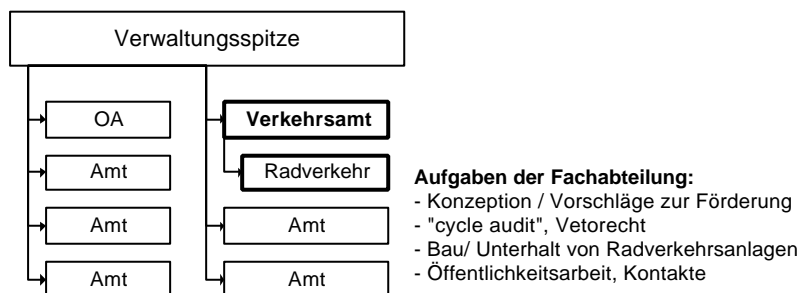 Verwaltungsspitze
OA
Verkehrsamt
Amt
Radverkehr
Amt
Amt
Amt
Amt
Aufgaben der Fachabteilung:
- Konzeption / Vorschläge zur Förderung
- "cycle audit", Vetorecht
- Bau/ Unterhalt von Radverkehrsanlagen
- Öffentlichkeitsarbeit, Kontakte